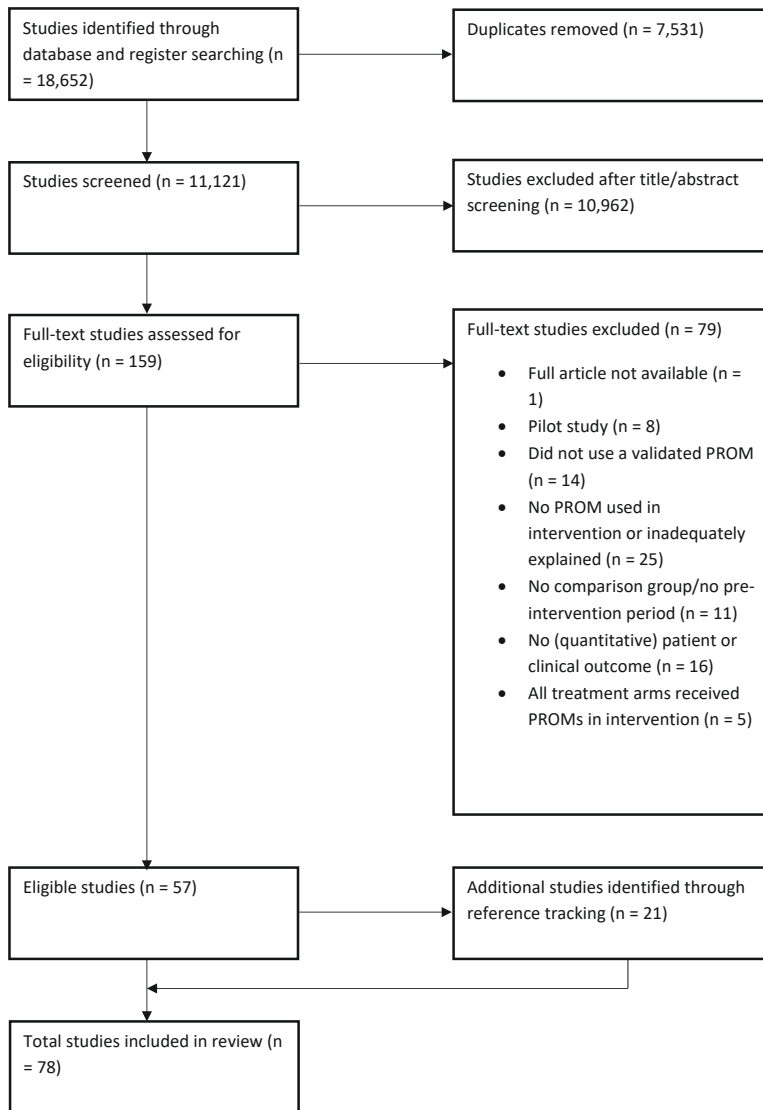 Studies identified through
database and register searching (n
= 18,652)
Duplicates removed (n = 7,531)
Studies screened (n = 11,121)
Studies excluded after title/abstract
screening (n = 10,962)
Full-text studies assessed for
eligibility (n = 159)
Full-text studies excluded (n = 79)
• Full article not available (n =
1)
• Pilot study (n = 8)
• Did not use a validated PROM
(n = 14)
• No PROM used in
intervention or inadequately
explained (n = 25)
• No comparison group/no pre-
intervention period (n = 11)
• No (quantitative) patient or
clinical outcome (n = 16)
• All treatment arms received
PROMs in intervention (n = 5)
Eligible studies (n = 57)
Additional studies identified through
reference tracking (n = 21)
Total studies included in review (n
= 78)